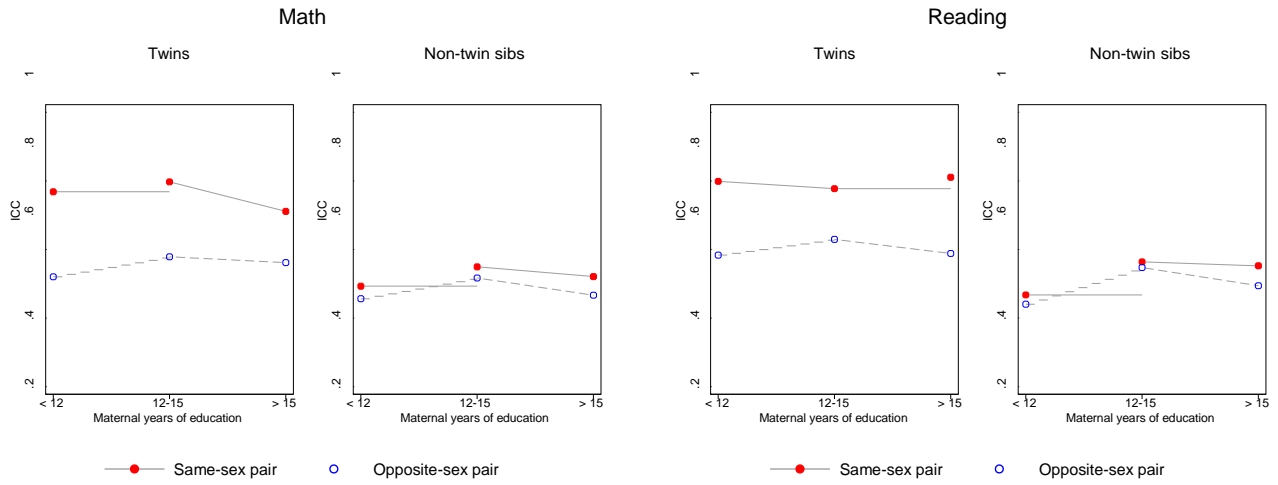 Math
Reading
Twins
Non-twin sibs
Twins
Non-twin sibs
ICC
.2
.4
.6
.8
1
< 12
12-15
> 15
Maternal years of education
.2
.4
.6
.8
1
ICC
< 12
12-15
> 15
Maternal years of education
ICC
.2
.4
.6
.8
1
< 12
12-15
> 15
Maternal years of education
ICC
.2
.4
.6
.8
1
< 12
12-15
> 15
Maternal years of education
Same-sex pair
Opposite-sex pair
Same-sex pair
Opposite-sex pair